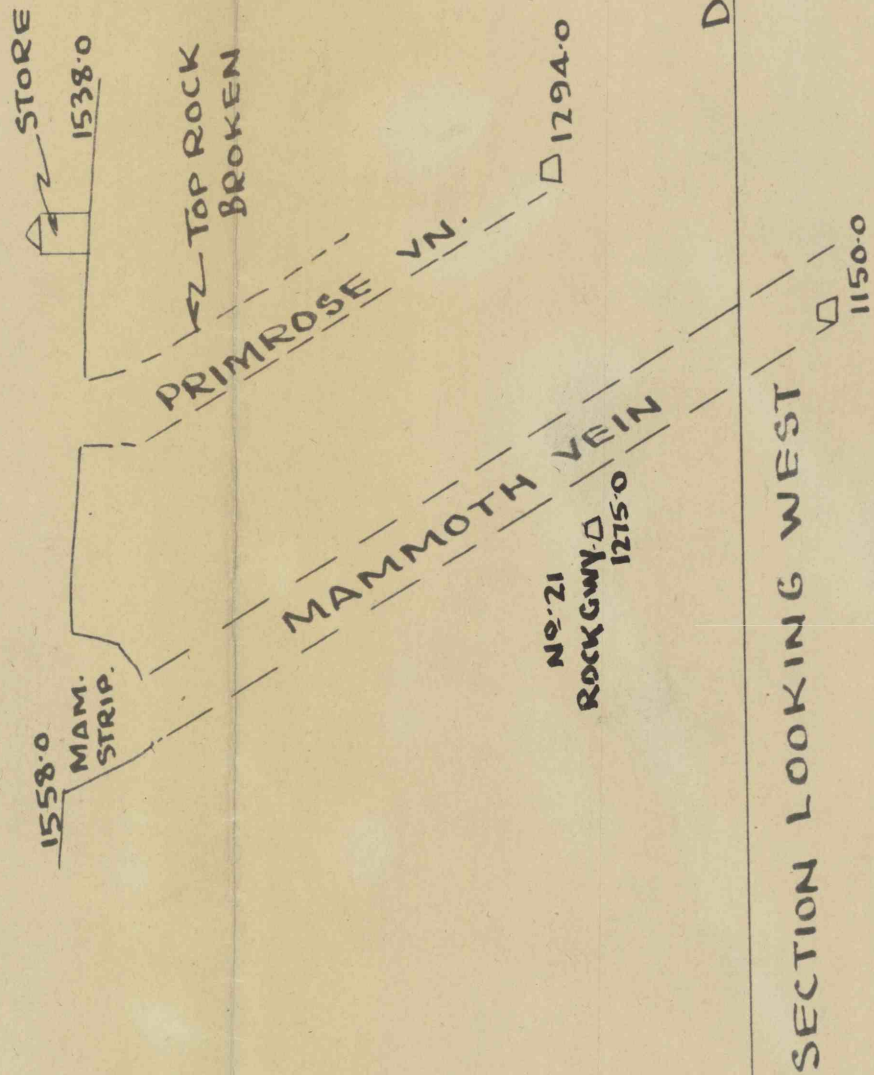 STORE
1538.0
TOP ROCK
BROKEN
1558.0
MAM.
STRIP.
PRIMROSE VN.
1294.0
MAMMOTH VEIN
No. 21
ROCK GWY.
1275.0
D
1150.0
SECTION LOOKING WEST